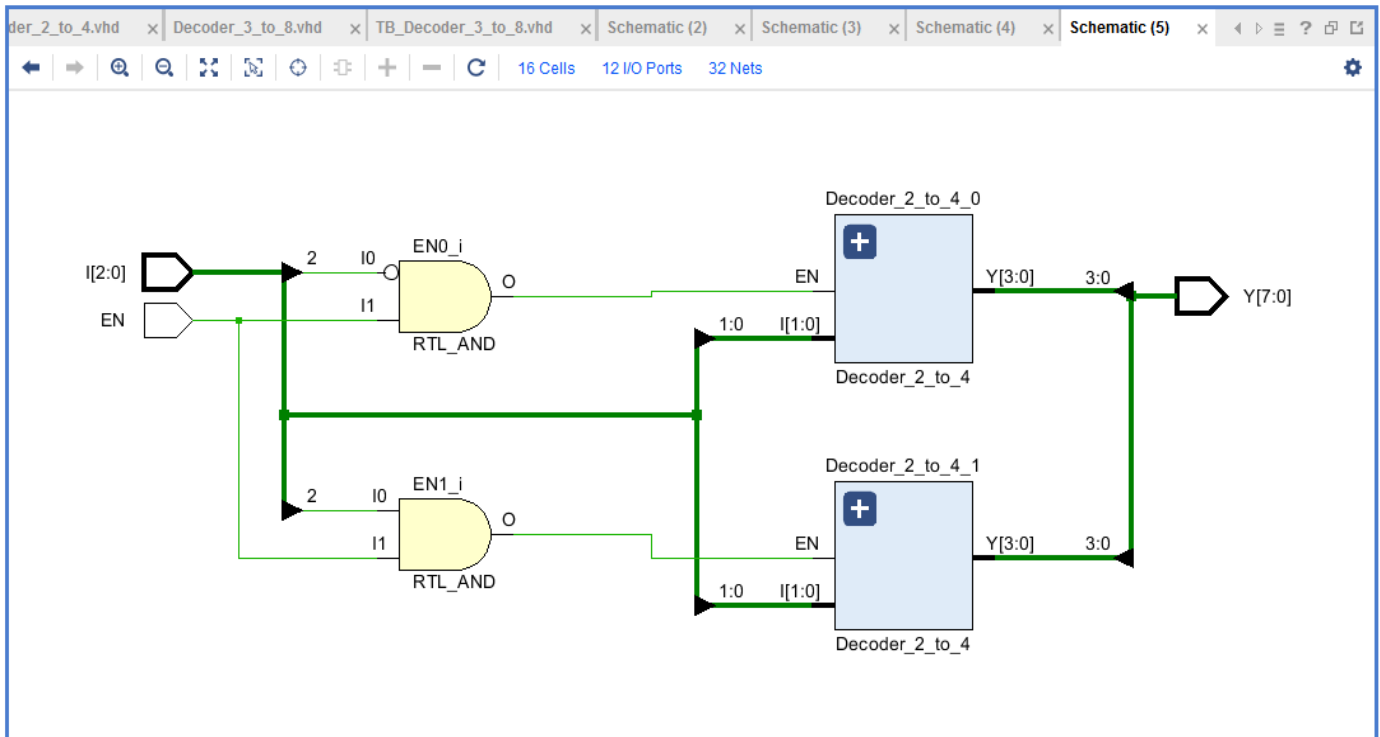 der_2_to_4.vhd Decoder_3_to_8.vhd TB_Decoder_3_to_8.vhd Schematic (2) Schematic (3) Schematic (4) Schematic (5)
16 Cells 12 I/O Ports 32 Nets
Decoder_2_to_4_0
EN0_i
2 I0
I[2:0]
O
EN
Y[3:0] 3:0
Y[7:0]
EN
I1
1:0 I[1:0]
RTL_AND
Decoder_2_to_4
Decoder_2_to_4_1
EN1_i
2 I0
O
I1
EN
Y[3:0] 3:0
RTL_AND
1:0 I[1:0]
Decoder_2_to_4